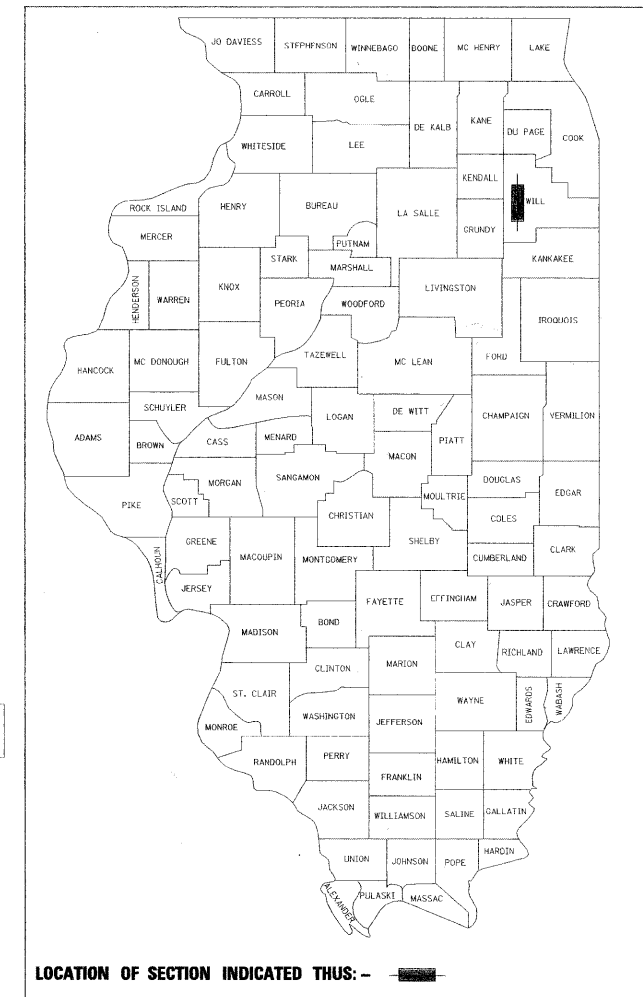 JO DAVIESS STEPHENSON WINNEBAGO BOONE MC HENRY LAKE
CARROLL OGLE DE KALB KANE DU PAGE COOK
WHITESIDE LEE
KENDALL WILL
ROCK ISLAND HENRY BUREAU LA SALLE GRUNDY
MERCER PUTNAM KANKAKEE
STARK MARSHALL
HENDERSON WARREN KNOX PEORIA WOODFORD LIVINGSTON IROQUOIS
HANCOCK MC DONOUGH FULTON TAZEWELL MC LEAN FORD
MASON
SCHUYLER LOGAN DE WITT CHAMPAIGN VERMILION
ADAMS BROWN CASS MENARD PIATT
MACON
MORGAN SANGAMON DOUGLAS
PIKE SCOTT MOULTRIE EDGAR
CHRISTIAN COLES
GREENE SHELBY
CALHOUN MACOUPIN MONTGOMERY CUMBERLAND CLARK
JERSEY FAYETTE EFFINGHAM JASPER CRAWFORD
MADISON BOND
CLAY RICHLAND LAWRENCE
CLINTON MARION
ST. CLAIR WAYNE EDWARDS WABASH
WASHINGTON JEFFERSON
MONROE
RANDOLPH PERRY HAMILTON WHITE
FRANKLIN
JACKSON WILLIAMSON SALINE GALLATIN
UNION JOHNSON POPE HARDIN
ALEXANDER PULASKI MASSAC
LOCATION OF SECTION INDICATED THUS: -